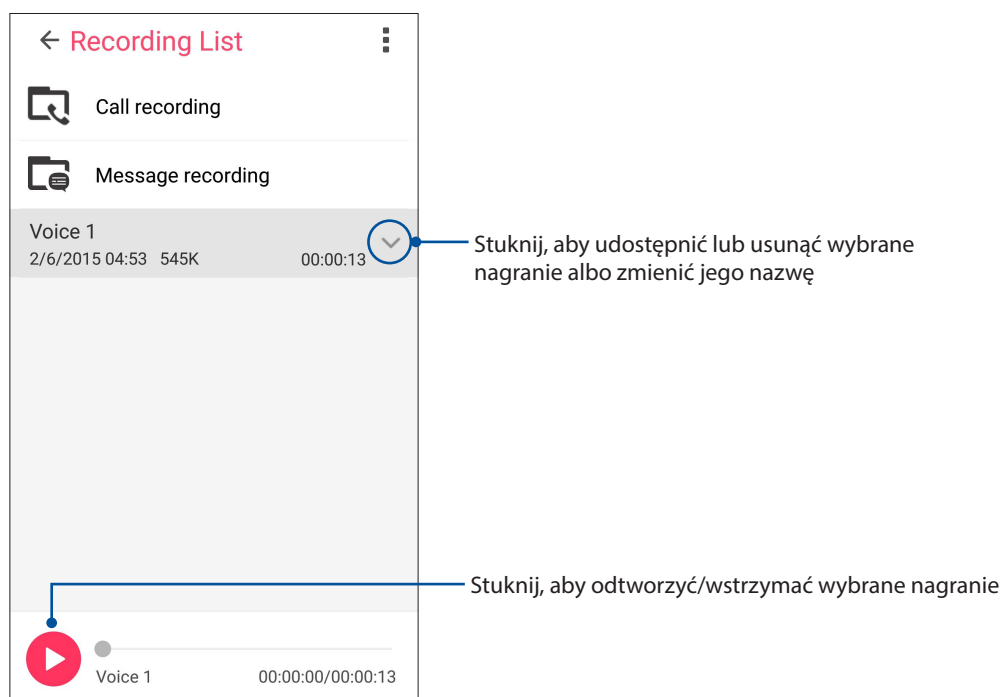 Recording List
Call recording
Message recording
Voice 1
2/6/2015 04:53 545K 00:00:13
Stuknij, aby udostępnić lub usunąć wybrane
nagranie albo zmienić jego nazwę
Stuknij, aby odtworzyć/wstrzymać wybrane nagranie
Voice 1 00:00:00/00:00:13